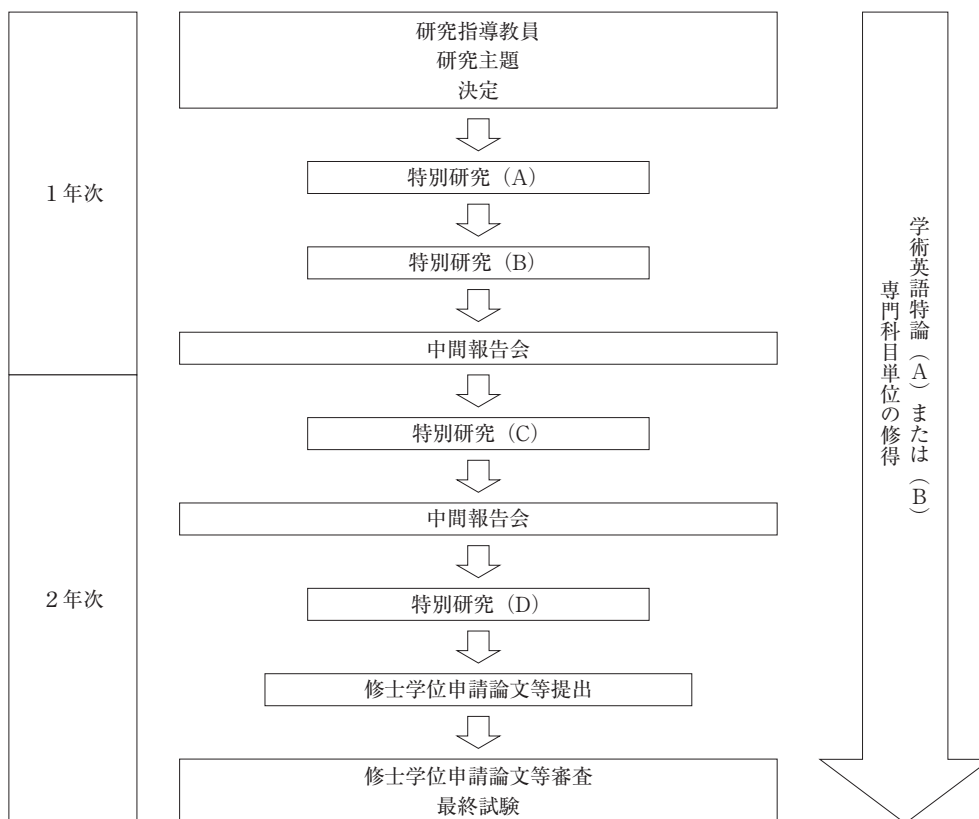 １年次
研究指導教員
研究主題
決定
特別研究（A）
特別研究（B）
中間報告会
２年次
特別研究（C）
中間報告会
特別研究（D）
修士学位申請論文等提出
修士学位申請論文等審査
最終試験
学術英語特論（A）または（B）
専門科目単位の修得